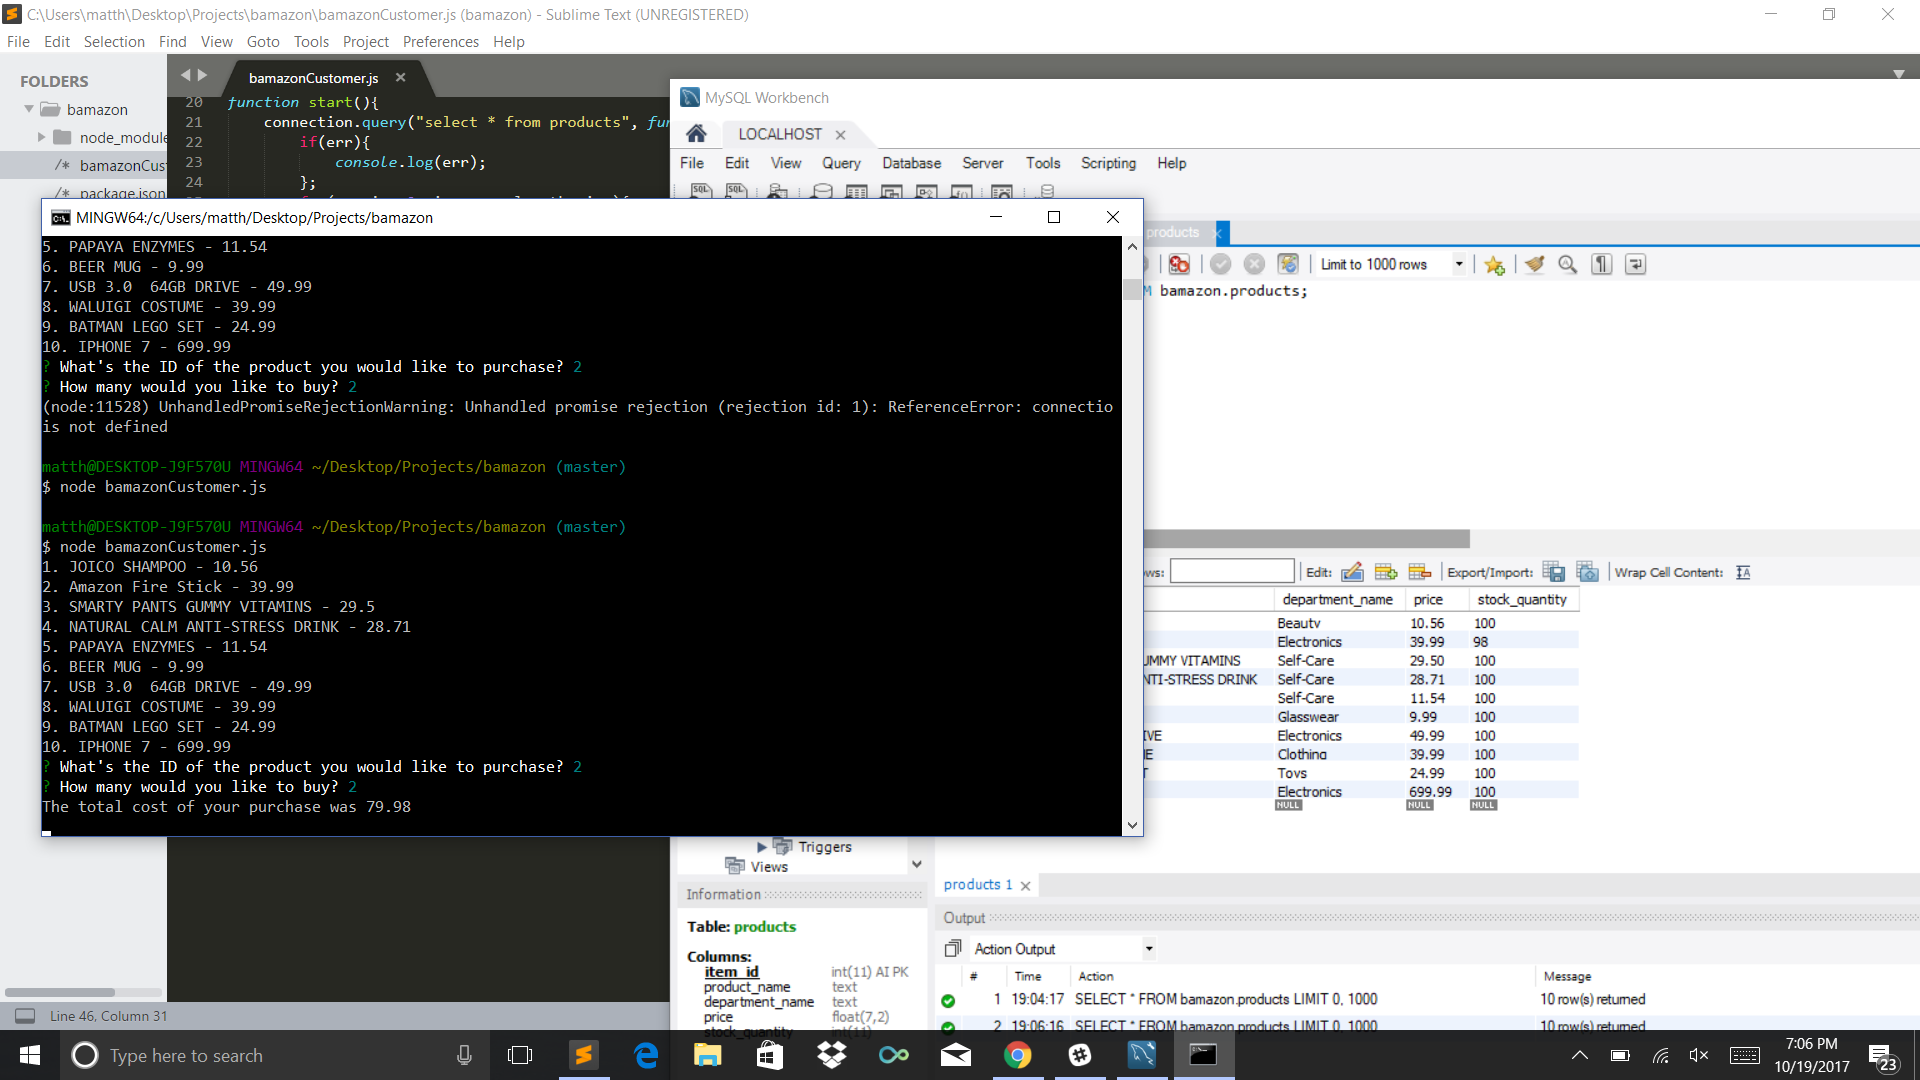 C:\Users\matth\Desktop\Projects\bamazon\bamazonCustomer.js (bamazon) - Sublime Text (UNREGISTERED)
File Edit Selection Find View Goto Tools Project Preferences Help
FOLDERS
bamazon
node_module
/* bamazonCus
/* package.json
bamazonCustomer.js
20 function start(){
21 connection.query("select * from products", fu
22 if(err){
23 console.log(err);
24 };
MySQL Workbench
LOCALHOST
File Edit View Query Database Server Tools Scripting Help
products
Limit to 1000 rows
M bamazon.products;
MINGW64:/c/Users/matth/Desktop/Projects/bamazon
5. PAPAYA ENZYMES - 11.54
6. BEER MUG - 9.99
7. USB 3.0  64GB DRIVE - 49.99
8. WALUIGI COSTUME - 39.99
9. BATMAN LEGO SET - 24.99
10. IPHONE 7 - 699.99
? What's the ID of the product you would like to purchase? 2
? How many would you like to buy? 2
(node:11528) UnhandledPromiseRejectionWarning: Unhandled promise rejection (rejection id: 1): ReferenceError: connectio
is not defined
matth@DESKTOP-J9F570U MINGW64 ~/Desktop/Projects/bamazon (master)
$ node bamazonCustomer.js
matth@DESKTOP-J9F570U MINGW64 ~/Desktop/Projects/bamazon (master)
$ node bamazonCustomer.js
1. JOICO SHAMPOO - 10.56
2. Amazon Fire Stick - 39.99
3. SMARTY PANTS GUMMY VITAMINS - 29.5
4. NATURAL CALM ANTI-STRESS DRINK - 28.71
5. PAPAYA ENZYMES - 11.54
6. BEER MUG - 9.99
7. USB 3.0  64GB DRIVE - 49.99
8. WALUIGI COSTUME - 39.99
9. BATMAN LEGO SET - 24.99
10. IPHONE 7 - 699.99
? What's the ID of the product you would like to purchase? 2
? How many would you like to buy? 2
The total cost of your purchase was 79.98
ws: Edit: Export/Import: Wrap Cell Content:
department_name price stock_quantity
Beauty 10.56 100
Electronics 39.99 98
UMMY VITAMINS Self-Care 29.50 100
NTI-STRESS DRINK Self-Care 28.71 100
Self-Care 11.54 100
Glasswear 9.99 100
IVE Electronics 49.99 100
E Clothing 39.99 100
T Toys 24.99 100
Electronics 699.99 100
NULL NULL NULL
Triggers
Views
Information
Table: products
Columns:
item_id int(11) AI PK
product_name text
department_name text
price float(7,2)
stock_quantity int(11)
products 1
Output
Action Output
# Time Action Message
1 19:04:17 SELECT * FROM bamazon.products LIMIT 0, 1000 10 row(s) returned
2 19:06:16 SELECT * FROM bamazon.products LIMIT 0, 1000 10 row(s) returned
Line 46, Column 31
Type here to search
7:06 PM
10/19/2017
23